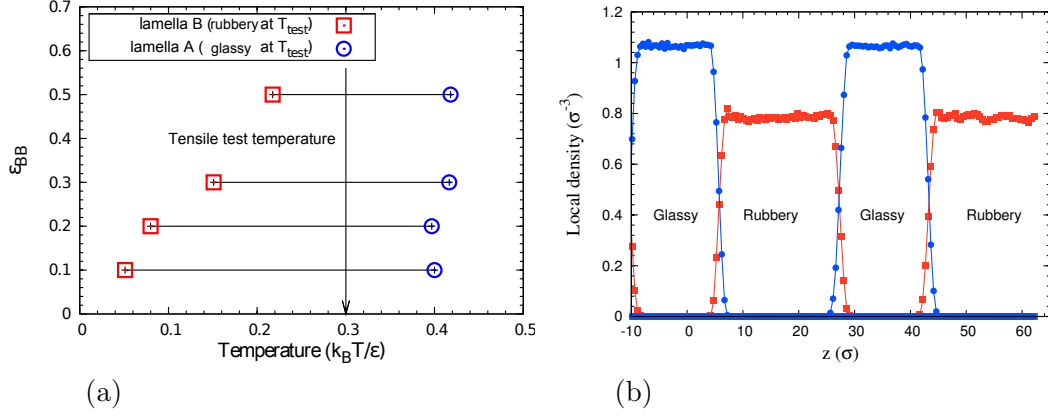 (a)
lamella B (rubbery at T_test)
lamella A ( glassy at T_test)
Tensile test temperature
ε_BB
0.7
0.6
0.5
0.4
0.3
0.2
0.1
0
0 0.1 0.2 0.3 0.4 0.5
Temperature (k_BT/ε)
(a)
(b)
1.2
1
0.8
0.6
0.4
0.2
0
Local density (σ^-3)
Glassy Rubbery Glassy Rubbery
-10 0 10 20 30 40 50 60
z (σ)
(b)